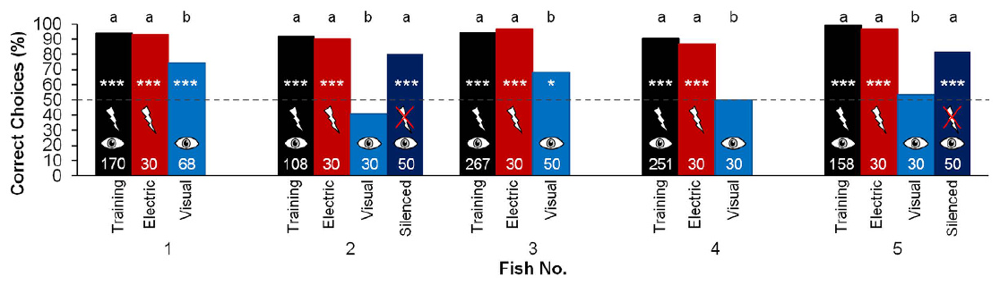 a a b a a b a a a b a a b a a b a
100
90
80
70
60
50
40
30
20
10
0
Correct Choices (%)
*** *** *** *** *** *** *** *** * *** *** *** *** ***
170 30 68 108 30 30 50 267 30 50 251 30 30 158 30 30 50
Training Electric Visual Training Electric Visual Silenced Training Electric Visual Training Electric Visual Training Electric Visual Silenced
1 2 3 4 5
Fish No.